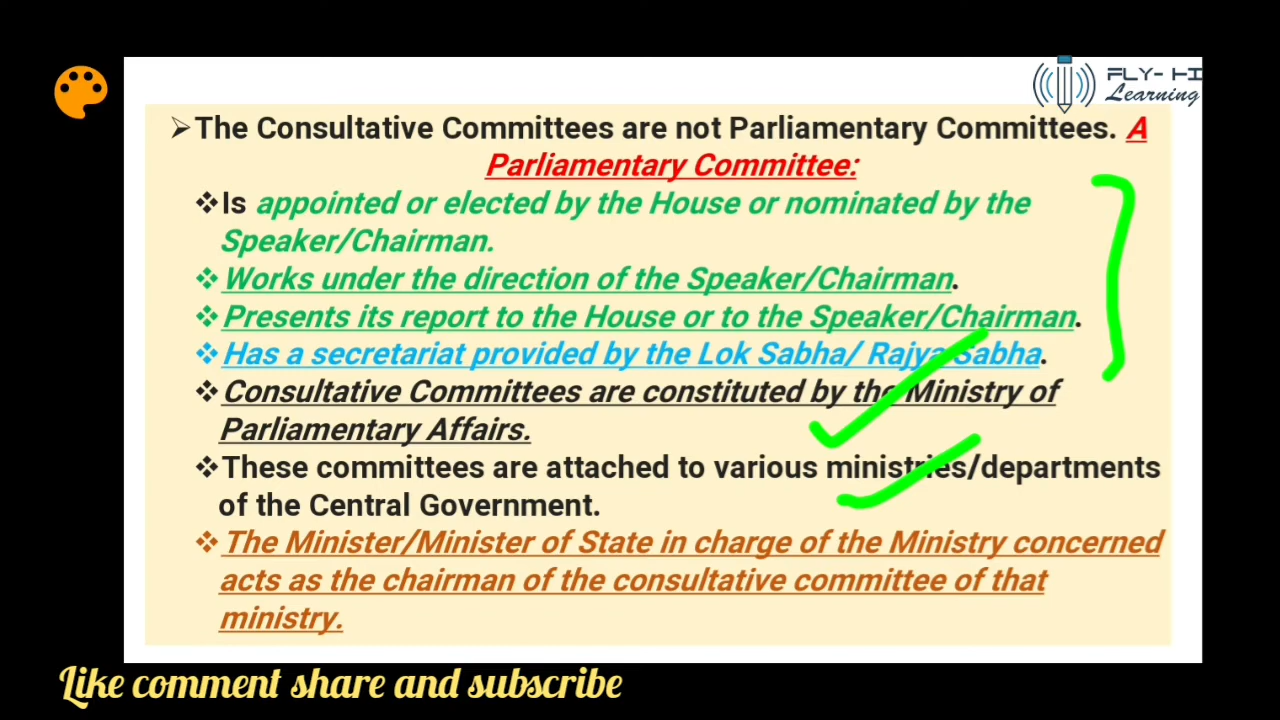 FLY- HI
Learning
➢The Consultative Committees are not Parliamentary Committees. A
Parliamentary Committee:
❖Is appointed or elected by the House or nominated by the
Speaker/Chairman.
❖Works under the direction of the Speaker/Chairman.
❖Presents its report to the House or to the Speaker/Chairman.
❖Has a secretariat provided by the Lok Sabha/ Rajya Sabha.
❖Consultative Committees are constituted by the Ministry of
Parliamentary Affairs.
❖These committees are attached to various ministries/departments
of the Central Government.
❖The Minister/Minister of State in charge of the Ministry concerned
acts as the chairman of the consultative committee of that
ministry.
Like comment share and subscribe